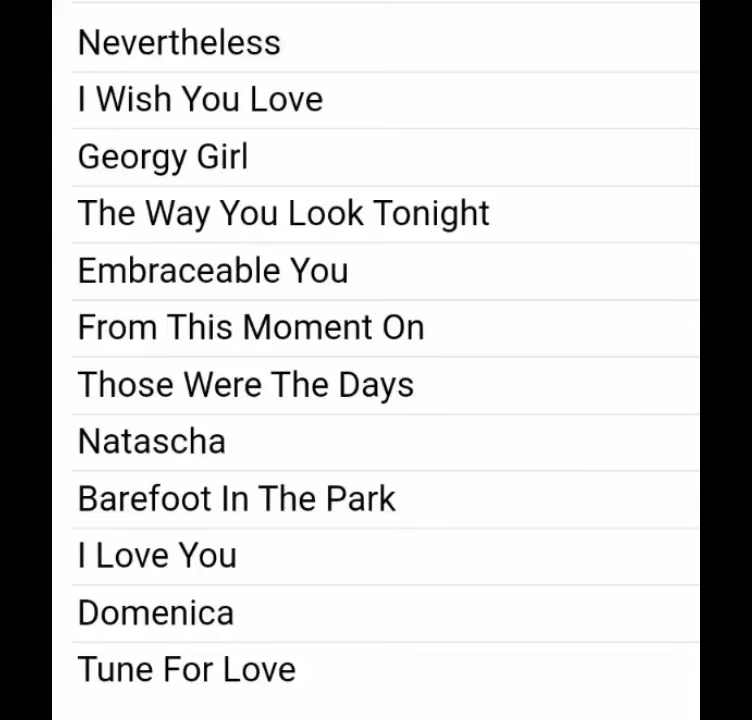 Nevertheless
I Wish You Love
Georgy Girl
The Way You Look Tonight
Embraceable You
From This Moment On
Those Were The Days
Natascha
Barefoot In The Park
I Love You
Domenica
Tune For Love